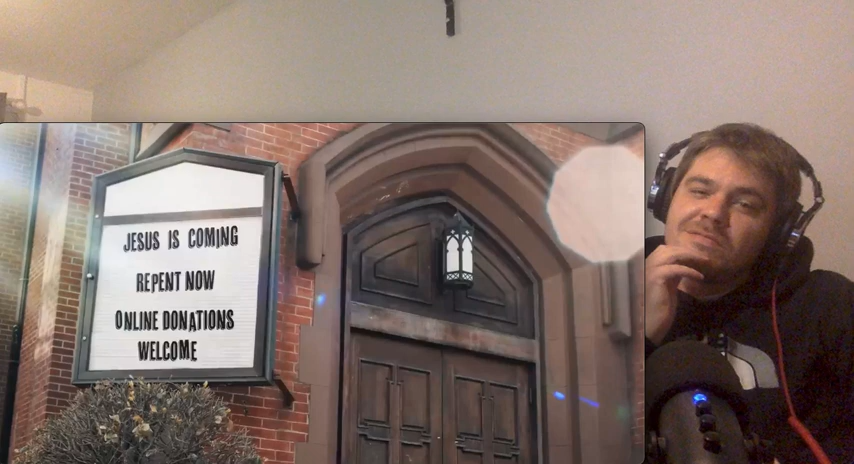 JESUS IS COMING
REPENT NOW
ONLINE DONATIONS
WELCOME